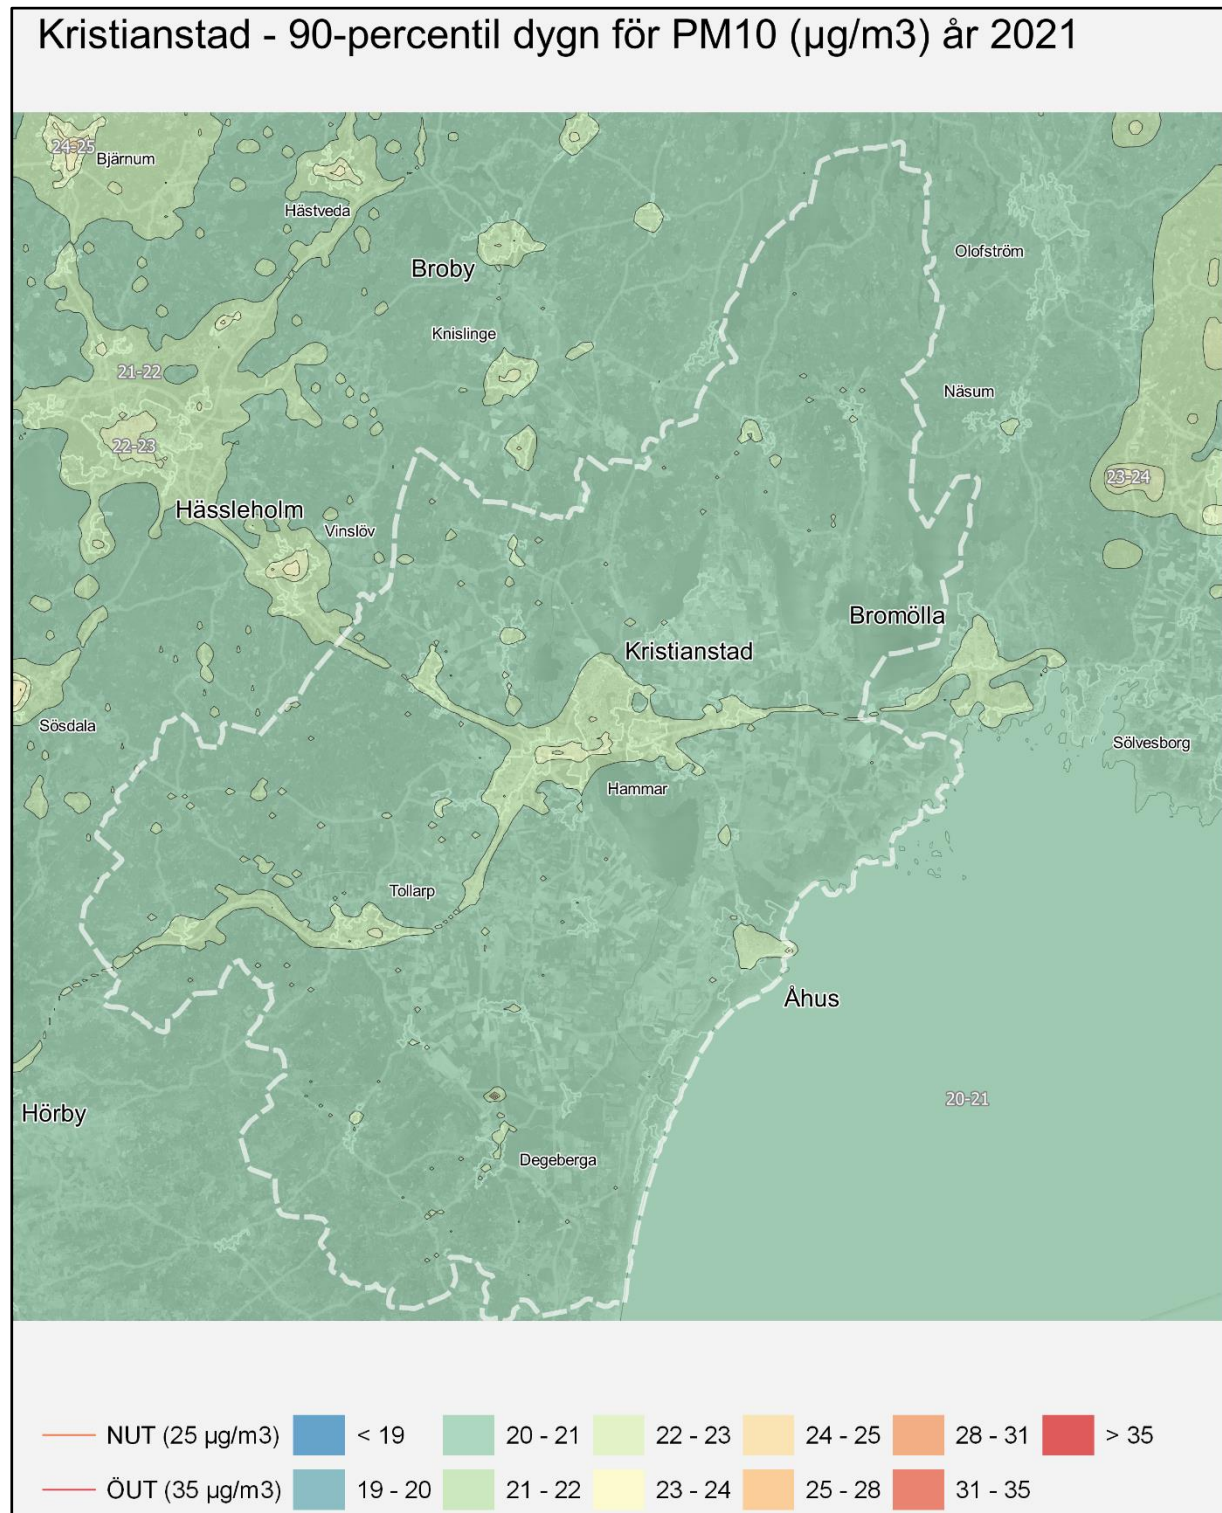 Kristianstad - 90-percentil dygn för PM10 (µg/m3) år 2021
24-25
Bjärnum
Hästveda
Broby
Olofström
Knislinge
21-22
Näsum
22-23
23-24
Hässleholm
Vinslöv
Bromölla
Kristianstad
Sösdala
Sölvesborg
Hammar
Tollarp
Åhus
20-21
Hörby
Degeberga
NUT (25 µg/m3) < 19 20 - 21 22 - 23 24 - 25 28 - 31 > 35
ÖUT (35 µg/m3) 19 - 20 21 - 22 23 - 24 25 - 28 31 - 35